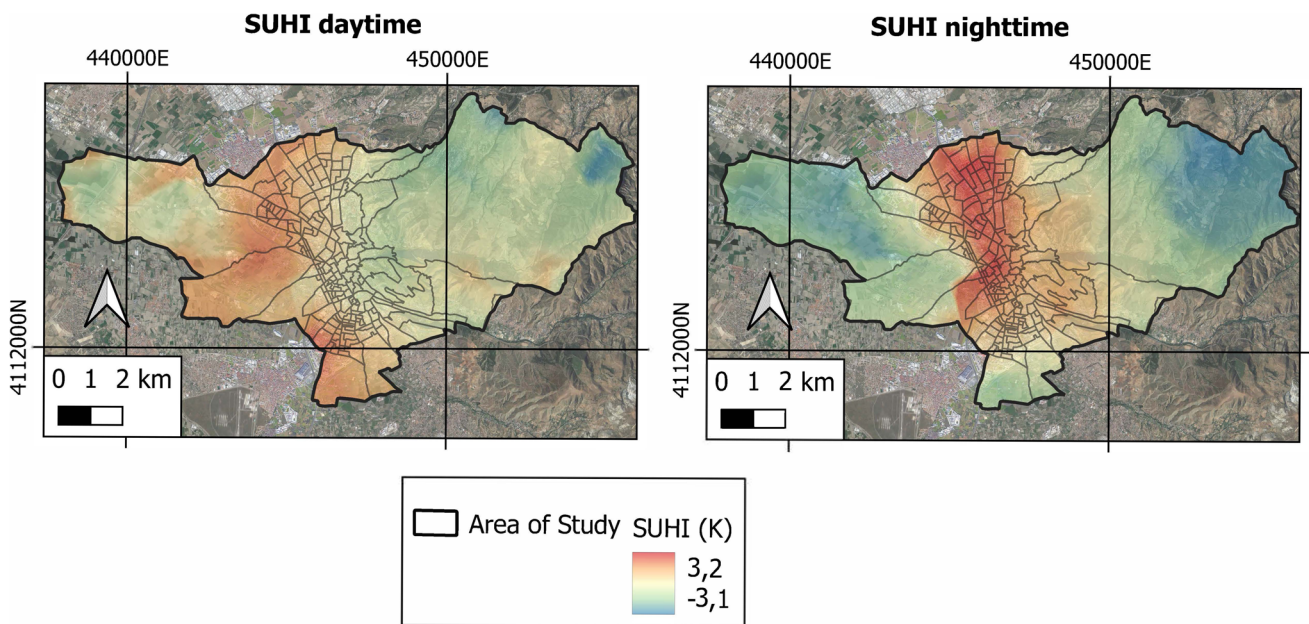 SUHI daytime
SUHI nighttime
440000E
450000E
440000E
450000E
4112000N
4112000N
0 1 2 km
0 1 2 km
Area of Study
SUHI (K)
3,2
-3,1